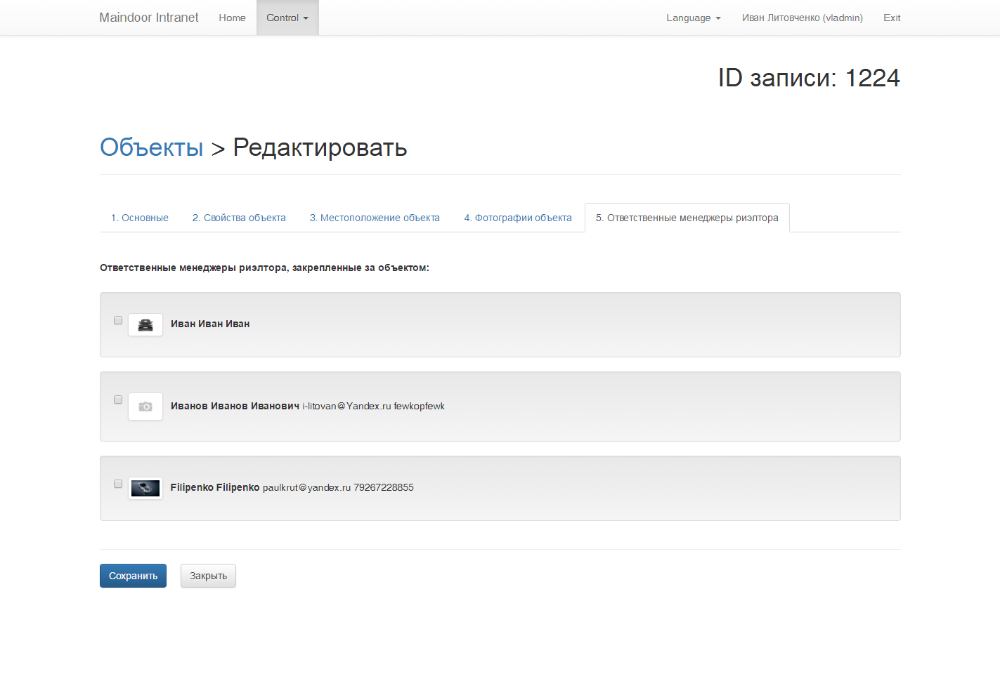 Maindoor Intranet Home Control Language Иван Литовченко (vladmin) Exit
ID записи: 1224
Объекты > Редактировать
1. Основные 2. Свойства объекта 3. Местоположение объекта 4. Фотографии объекта 5. Ответственные менеджеры риэлтора
Ответственные менеджеры риэлтора, закрепленные за объектом:
Иван Иван Иван
Иванов Иванов Иванович i-litovan@Yandex.ru fewkopfewk
Filipenko Filipenko paulkrut@yandex.ru 79267228855
Сохранить Закрыть